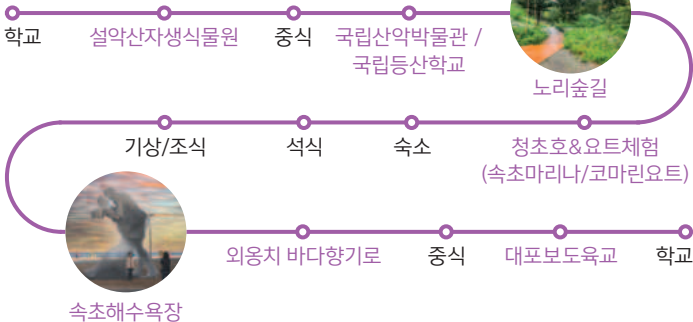 학교
설악산자생식물원
중식
국립산악박물관 /
국립등산학교
노리숲길
청초호&요트체험
(속초마리나/코마린요트)
숙소
석식
기상/조식
속초해수욕장
외옹치 바다향기로
중식
대포보도육교
학교